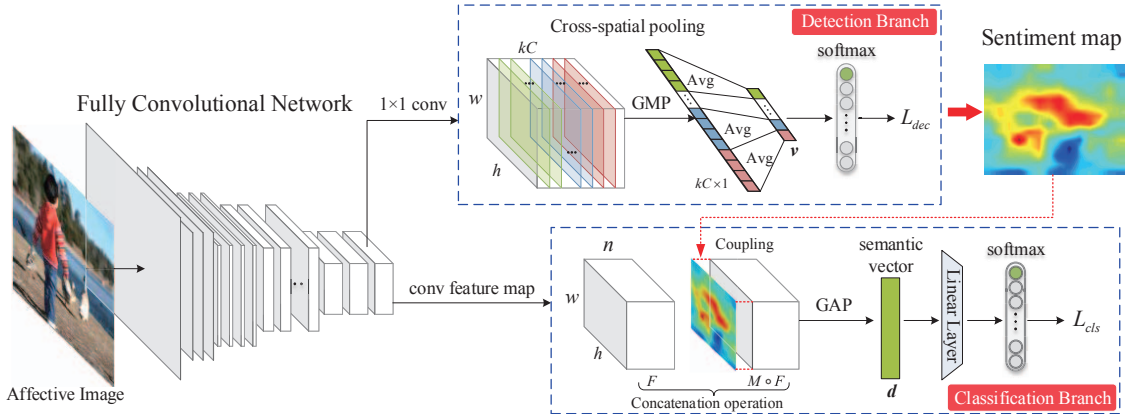 Detection Branch
Cross-spatial pooling
softmax
Sentiment map
kC
Avg
Fully Convolutional Network
1×1 conv
w
GMP
Avg
L_dec
h
Avg
v
kC×1
n
Coupling
semantic
vector
softmax
conv feature map
w
GAP
Linear Layer
L_cls
h
Affective Image
F
M ∘ F
d
Concatenation operation
Classification Branch